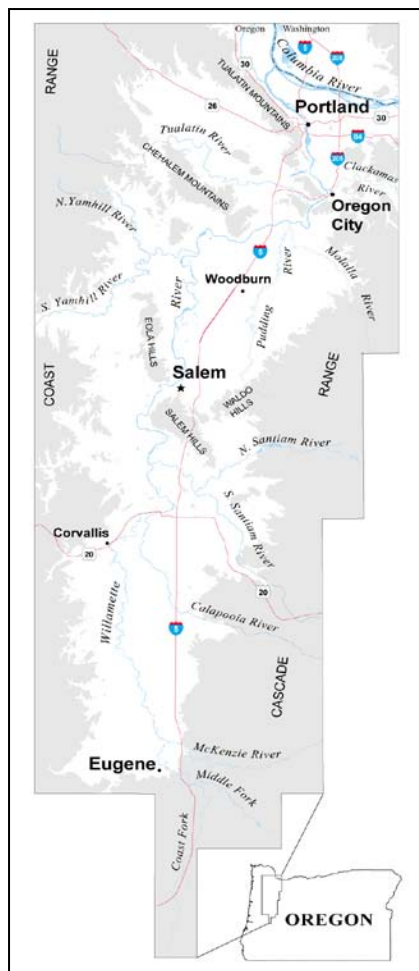 Oregon
Washington
5
205
Columbia River
RANGE
TUALATIN MOUNTAINS
30
26
Portland
30
84
Tualatin River
CHEHALEM MOUNTAINS
205
Clackamas
River
N. Yamhill River
Oregon
City
5
River
Molalla
River
Woodburn
S. Yamhill River
River
Pudding
EOLA HILLS
Salem
RANGE
COAST
WALDO
HILLS
SALEM HILLS
N. Santiam River
S. Santiam
River
Corvallis
20
20
Willamette
Calapooia River
5
CASCADE
McKenzie River
Eugene
Middle Fork
Coast Fork
OREGON